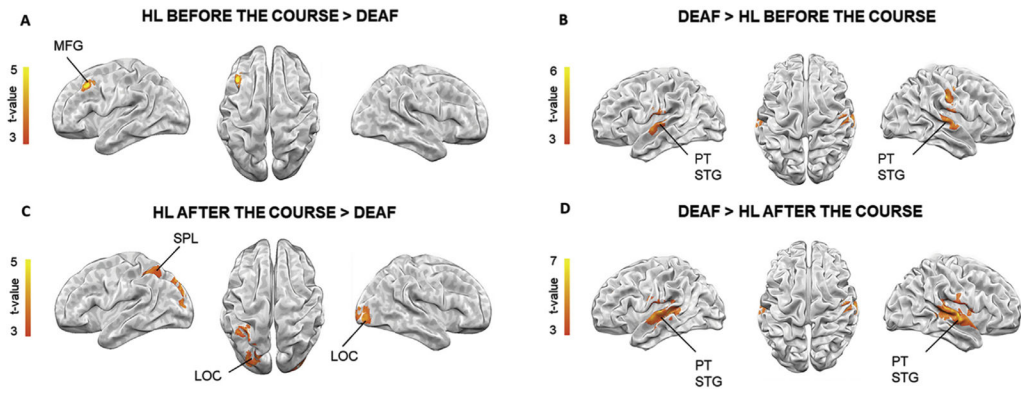 A
HL BEFORE THE COURSE > DEAF
MFG
5
t-value
3
B
DEAF > HL BEFORE THE COURSE
6
t-value
3
PT
STG
PT
STG
C
HL AFTER THE COURSE > DEAF
SPL
5
t-value
3
LOC
LOC
D
DEAF > HL AFTER THE COURSE
7
t-value
3
PT
STG
PT
STG